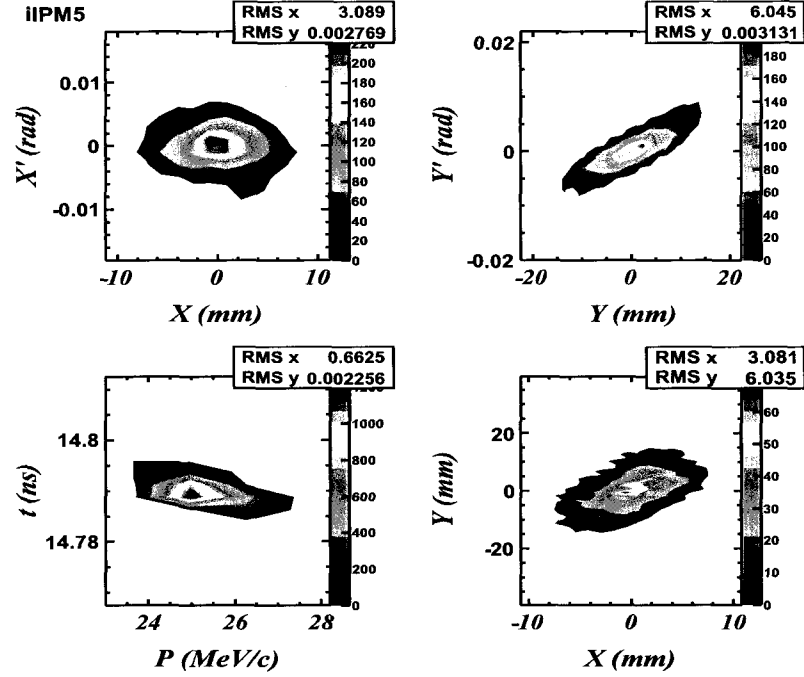 iIPM5
RMS x 3.089
RMS y 0.002769
220
200
180
160
140
120
100
80
60
40
20
0
0.01
0
-0.01
X' (rad)
-10 0 10
X (mm)
RMS x 6.045
RMS y 0.003131
200
180
160
140
120
100
80
60
40
20
0
0.02
0
-0.02
Y' (rad)
-20 0 20
Y (mm)
RMS x 0.6625
RMS y 0.002256
1000
800
600
400
200
0
14.8
14.78
t (ns)
24 26 28
P (MeV/c)
RMS x 3.081
RMS y 6.035
60
50
40
30
20
10
0
20
0
-20
Y (mm)
-10 0 10
X (mm)